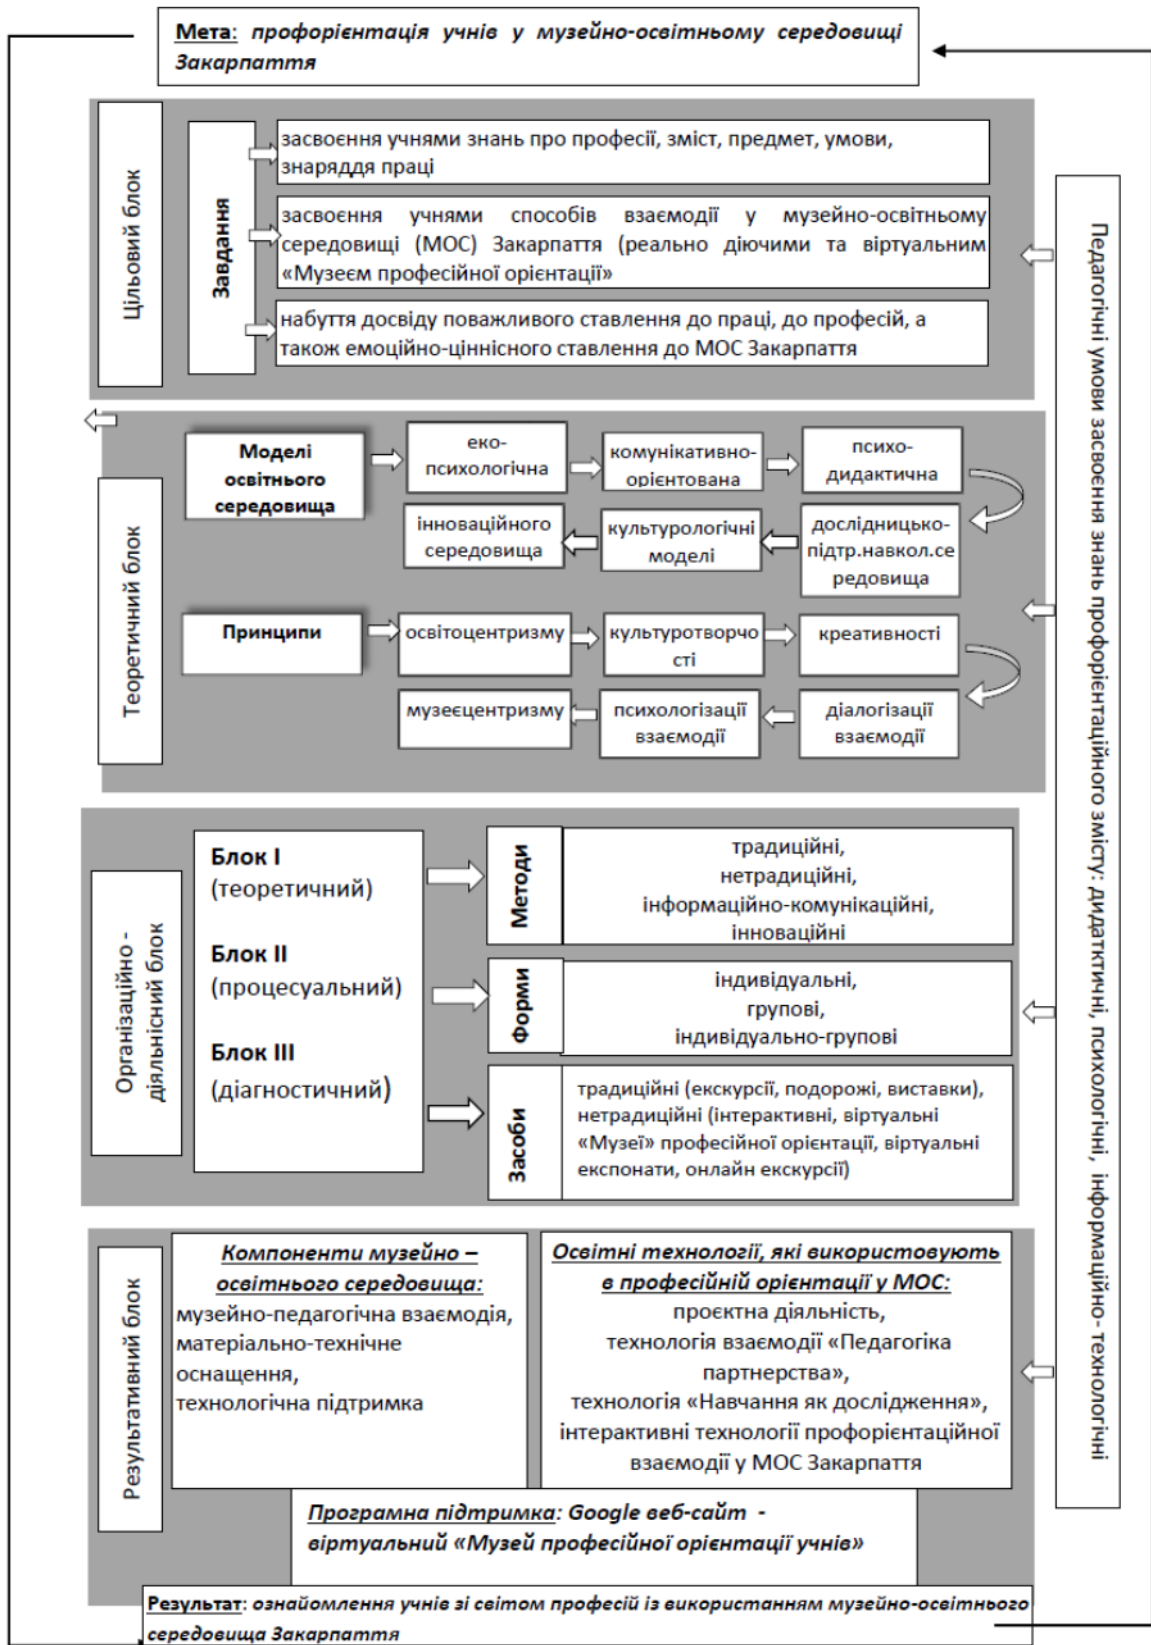 Мета: профорієнтація учнів у музейно-освітньому середовищі
Закарпаття
Цільовий блок
Завдання
засвоєння учнями знань про професії, зміст, предмет, умови,
знаряддя праці
засвоєння учнями способів взаємодії у музейно-освітньому
середовищі (МОС) Закарпаття (реально діючими та віртуальним
«Музеєм професійної орієнтації»
набуття досвіду поважливого ставлення до праці, до професій, а
також емоційно-ціннісного ставлення до МОС Закарпаття
Теоретичний блок
Моделі
освітнього
середовища
еко-
психологічна
комунікативно-
орієнтована
психо-
дидактична
дослідницько-
підтр.навкол.се
редовища
культурологічні
моделі
інноваційного
середовища
Принципи
освітоцентризму
культуротворчо
сті
креативності
діалогізації
взаємодії
психологізації
взаємодії
музеєцентризму
Організаційно -
діяльнісний блок
Блок І
(теоретичний)
Блок ІІ
(процесуальний)
Блок ІІІ
(діагностичний)
Методи
традиційні,
нетрадиційні,
інформаційно-комунікаційні,
інноваційні
Форми
індивідуальні,
групові,
індивідуально-групові
Засоби
традиційні (екскурсії, подорожі, виставки),
нетрадиційні (інтерактивні, віртуальні
«Музеї» професійної орієнтації, віртуальні
експонати, онлайн екскурсії)
Результативний блок
Компоненти музейно –
освітнього середовища:
музейно-педагогічна взаємодія,
матеріально-технічне
оснащення,
технологічна підтримка
Освітні технології, які використовують
в професійній орієнтації у МОС:
проєктна діяльність,
технологія взаємодії «Педагогіка
партнерства»,
технологія «Навчання як дослідження»,
інтерактивні технології профорієнтаційної
взаємодії у МОС Закарпаття
Програмна підтримка: Google веб-сайт -
віртуальний «Музей професійної орієнтації учнів»
Результат: ознайомлення учнів зі світом професій із використанням музейно-освітнього
середовища Закарпаття
Педагогічні умови засвоєння знань профорієнтаційного змісту: дидатктичні, психологічні, інформаційно- технологічні